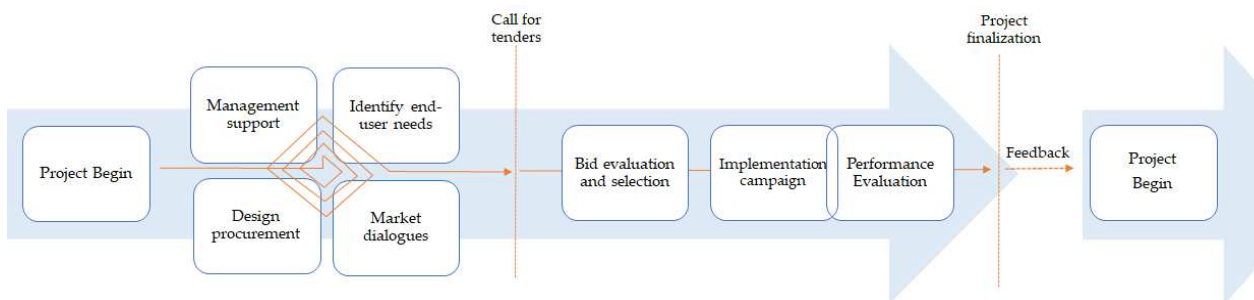 Call for
tenders
Project
finalization
Project Begin
Management
support
Identify end-
user needs
Design
procurement
Market
dialogues
Bid evaluation
and selection
Implementation
campaign
Performance
Evaluation
Feedback
Project
Begin